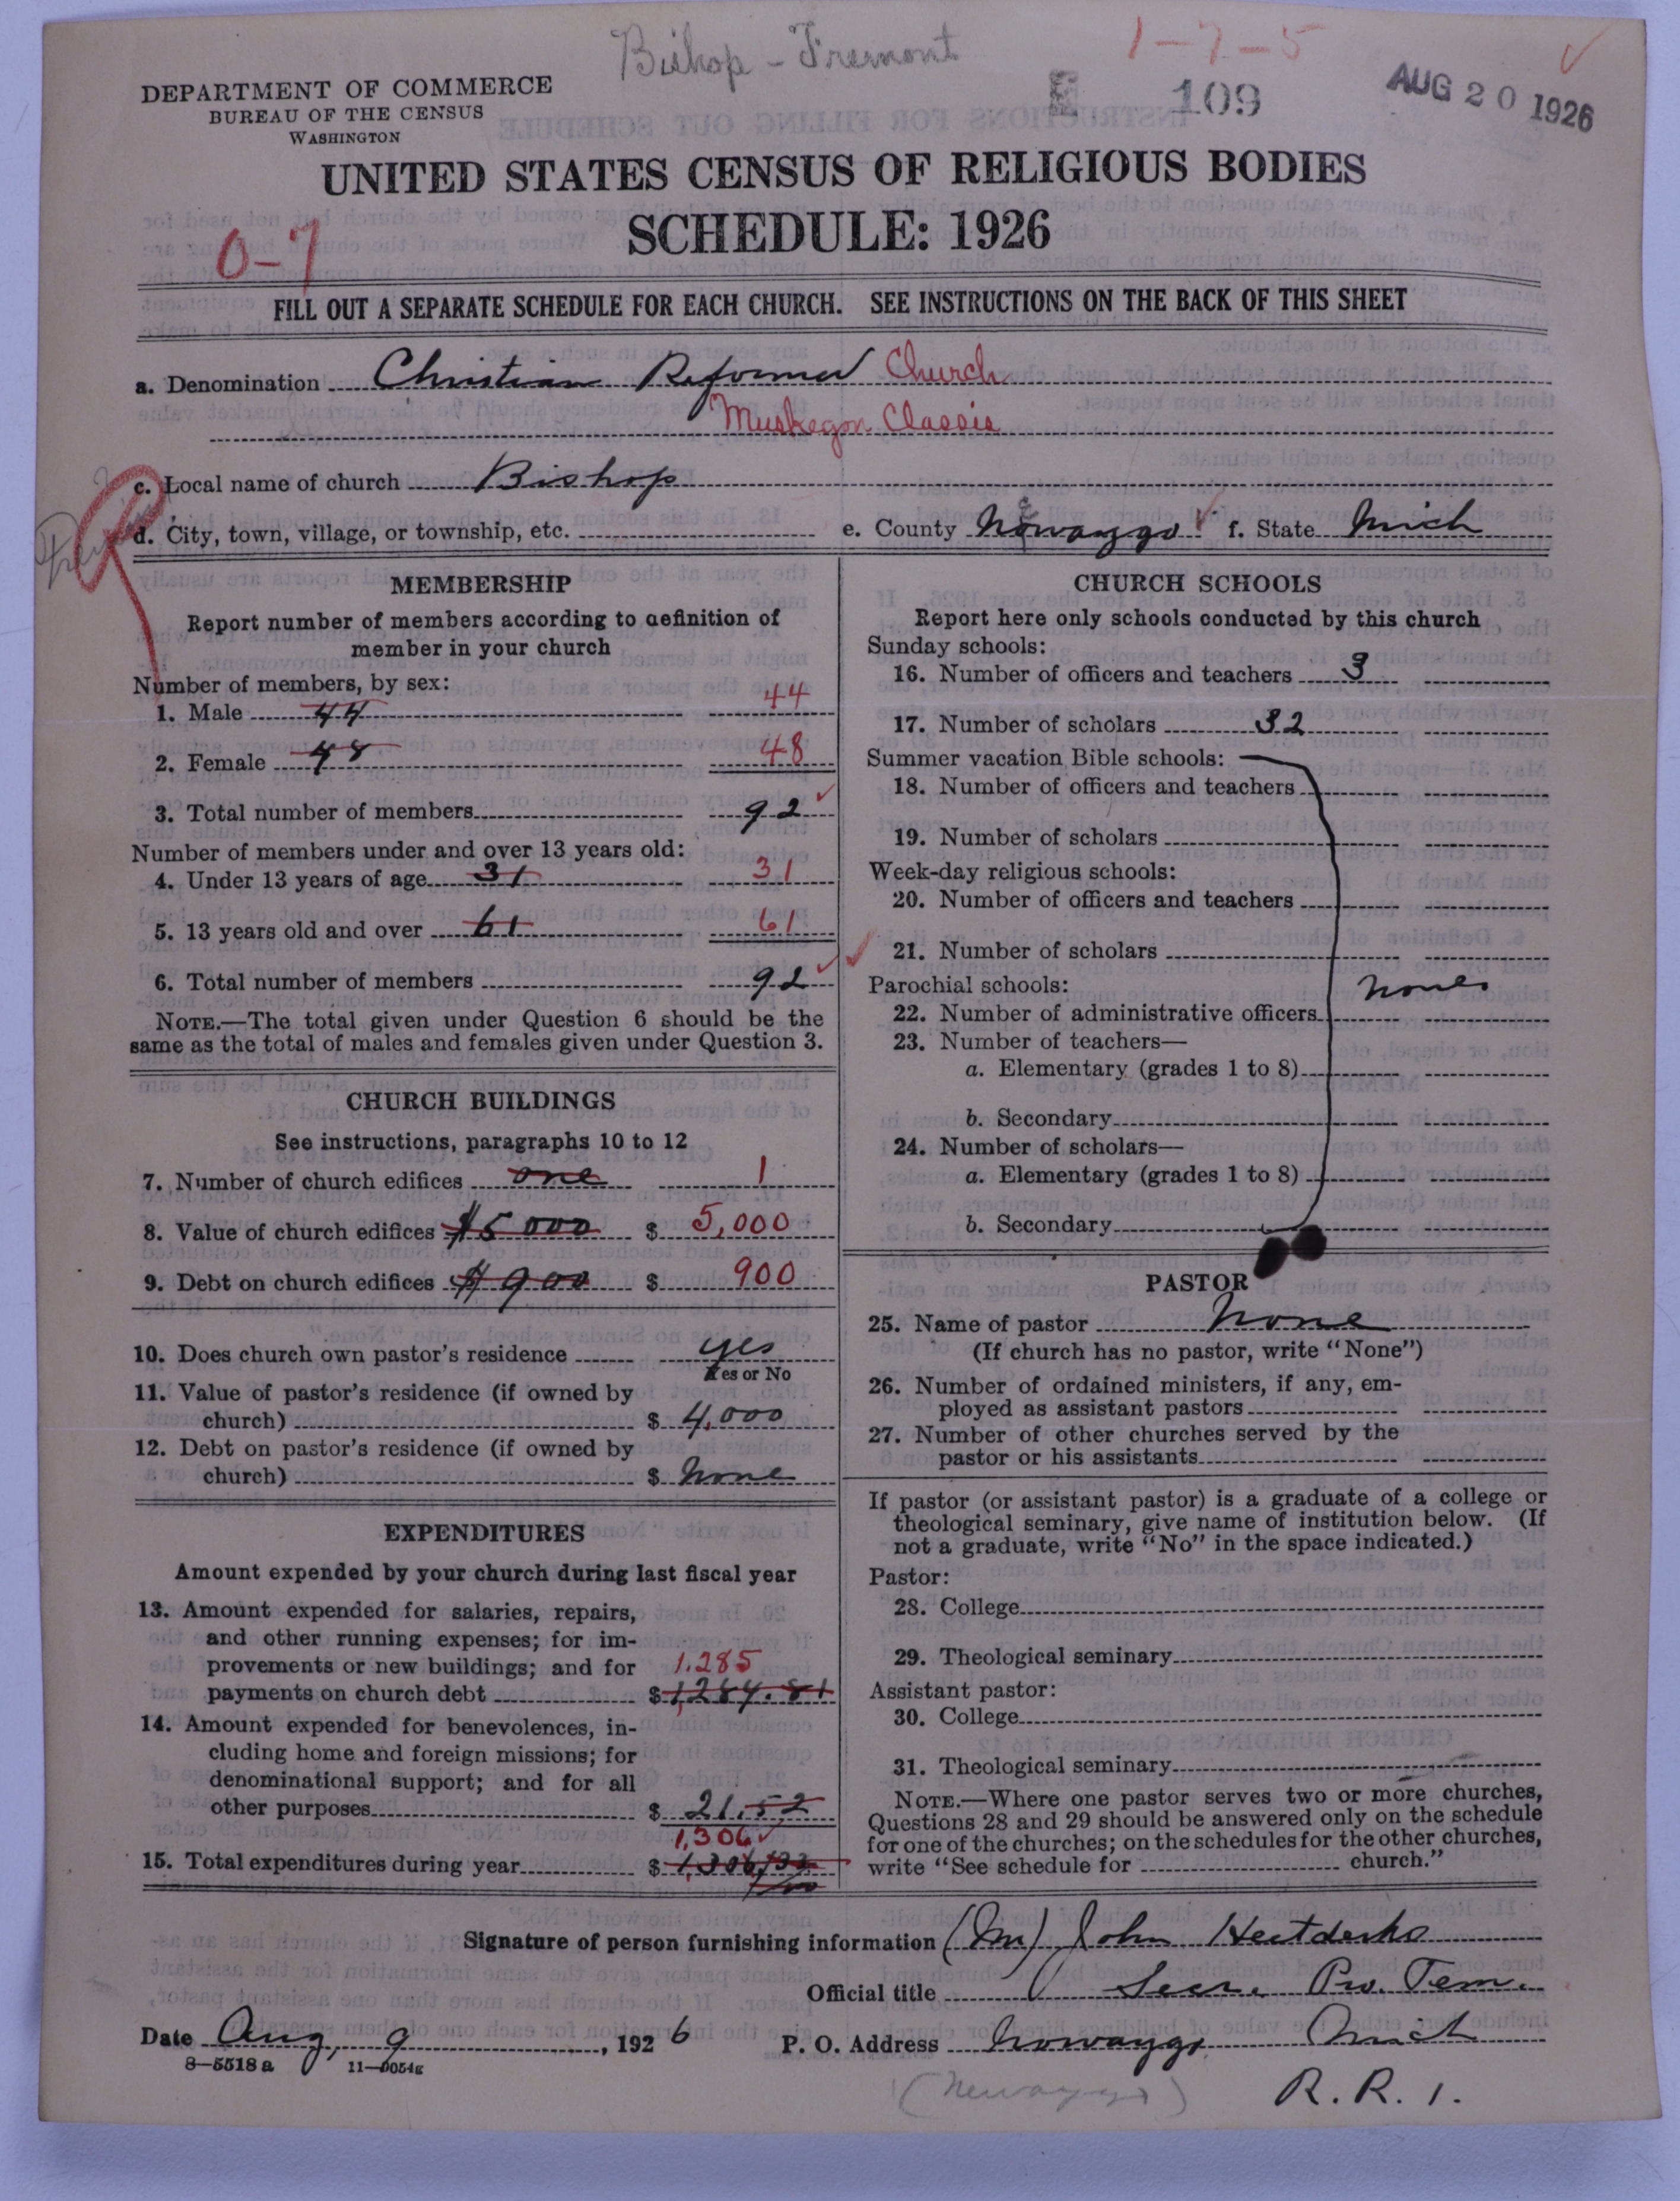 Bishop - Fremont
1-7-5
E 109
AUG 20 1926
DEPARTMENT OF COMMERCE
BUREAU OF THE CENSUS
WASHINGTON
UNITED STATES CENSUS OF RELIGIOUS BODIES
SCHEDULE: 1926
0-7
FILL OUT A SEPARATE SCHEDULE FOR EACH CHURCH. SEE INSTRUCTIONS ON THE BACK OF THIS SHEET
a. Denomination Christian Reformed Church
Muskegon Classis
c. Local name of church Bishop
d. City, town, village, or township, etc.
e. County Nowaygo f. State Mich
MEMBERSHIP
Report number of members according to definition of
member in your church
Number of members, by sex:
1. Male 44 44
2. Female 48 48
3. Total number of members 92
Number of members under and over 13 years old:
4. Under 13 years of age 31 31
5. 13 years old and over 61 61
6. Total number of members 92
NOTE.—The total given under Question 6 should be the
same as the total of males and females given under Question 3.
CHURCH BUILDINGS
See instructions, paragraphs 10 to 12
7. Number of church edifices one 1
8. Value of church edifices $5000 $ 5,000
9. Debt on church edifices $900 $ 900
10. Does church own pastor's residence yes
Yes or No
11. Value of pastor's residence (if owned by
church) $ 4,000
12. Debt on pastor's residence (if owned by
church) $ none
EXPENDITURES
Amount expended by your church during last fiscal year
13. Amount expended for salaries, repairs,
and other running expenses; for im-
provements or new buildings; and for 1,285
payments on church debt $ 1,284.81
14. Amount expended for benevolences, in-
cluding home and foreign missions; for
denominational support; and for all
other purposes $ 21.52
1,306
15. Total expenditures during year $ 1,306.33
CHURCH SCHOOLS
Report here only schools conducted by this church
Sunday schools:
16. Number of officers and teachers 3
17. Number of scholars 32
Summer vacation Bible schools:
18. Number of officers and teachers
19. Number of scholars
Week-day religious schools:
20. Number of officers and teachers
21. Number of scholars
Parochial schools: none
22. Number of administrative officers
23. Number of teachers—
a. Elementary (grades 1 to 8)
b. Secondary
24. Number of scholars—
a. Elementary (grades 1 to 8)
b. Secondary
PASTOR
25. Name of pastor None
(If church has no pastor, write "None")
26. Number of ordained ministers, if any, em-
ployed as assistant pastors
27. Number of other churches served by the
pastor or his assistants
If pastor (or assistant pastor) is a graduate of a college or
theological seminary, give name of institution below. (If
not a graduate, write "No" in the space indicated.)
Pastor:
28. College
29. Theological seminary
Assistant pastor:
30. College
31. Theological seminary
NOTE.—Where one pastor serves two or more churches,
Questions 28 and 29 should be answered only on the schedule
for one of the churches; on the schedules for the other churches,
write "See schedule for church."
Signature of person furnishing information (Mr) John Heetderks
Official title Secr. Pro. Tem.
Date Aug, 9, 1926 P. O. Address Nowaygo Mich
8-5518a
(Newaygo) R. R. 1.